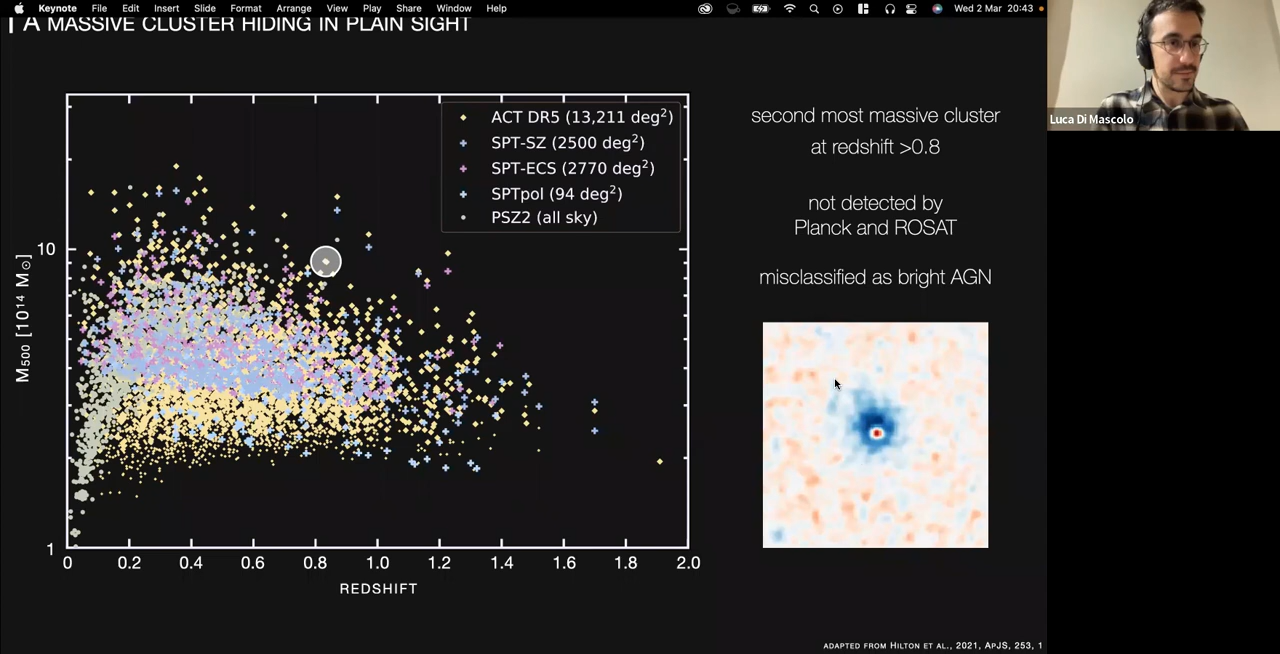 Keynote File Edit Insert Slide Format Arrange View Play Share Window Help Wed 2 Mar 20:43
| A MASSIVE CLUSTER HIDING IN PLAIN SIGHT
Luca Di Mascolo
ACT DR5 (13,211 deg²)
SPT-SZ (2500 deg²)
SPT-ECS (2770 deg²)
SPTpol (94 deg²)
PSZ2 (all sky)
M₅₀₀ [10¹⁴ M☉]
10
1
0 0.2 0.4 0.6 0.8 1.0 1.2 1.4 1.6 1.8 2.0
REDSHIFT
second most massive cluster
at redshift >0.8
not detected by
Planck and ROSAT
misclassified as bright AGN
ADAPTED FROM HILTON ET AL., 2021, APJS, 253, 1